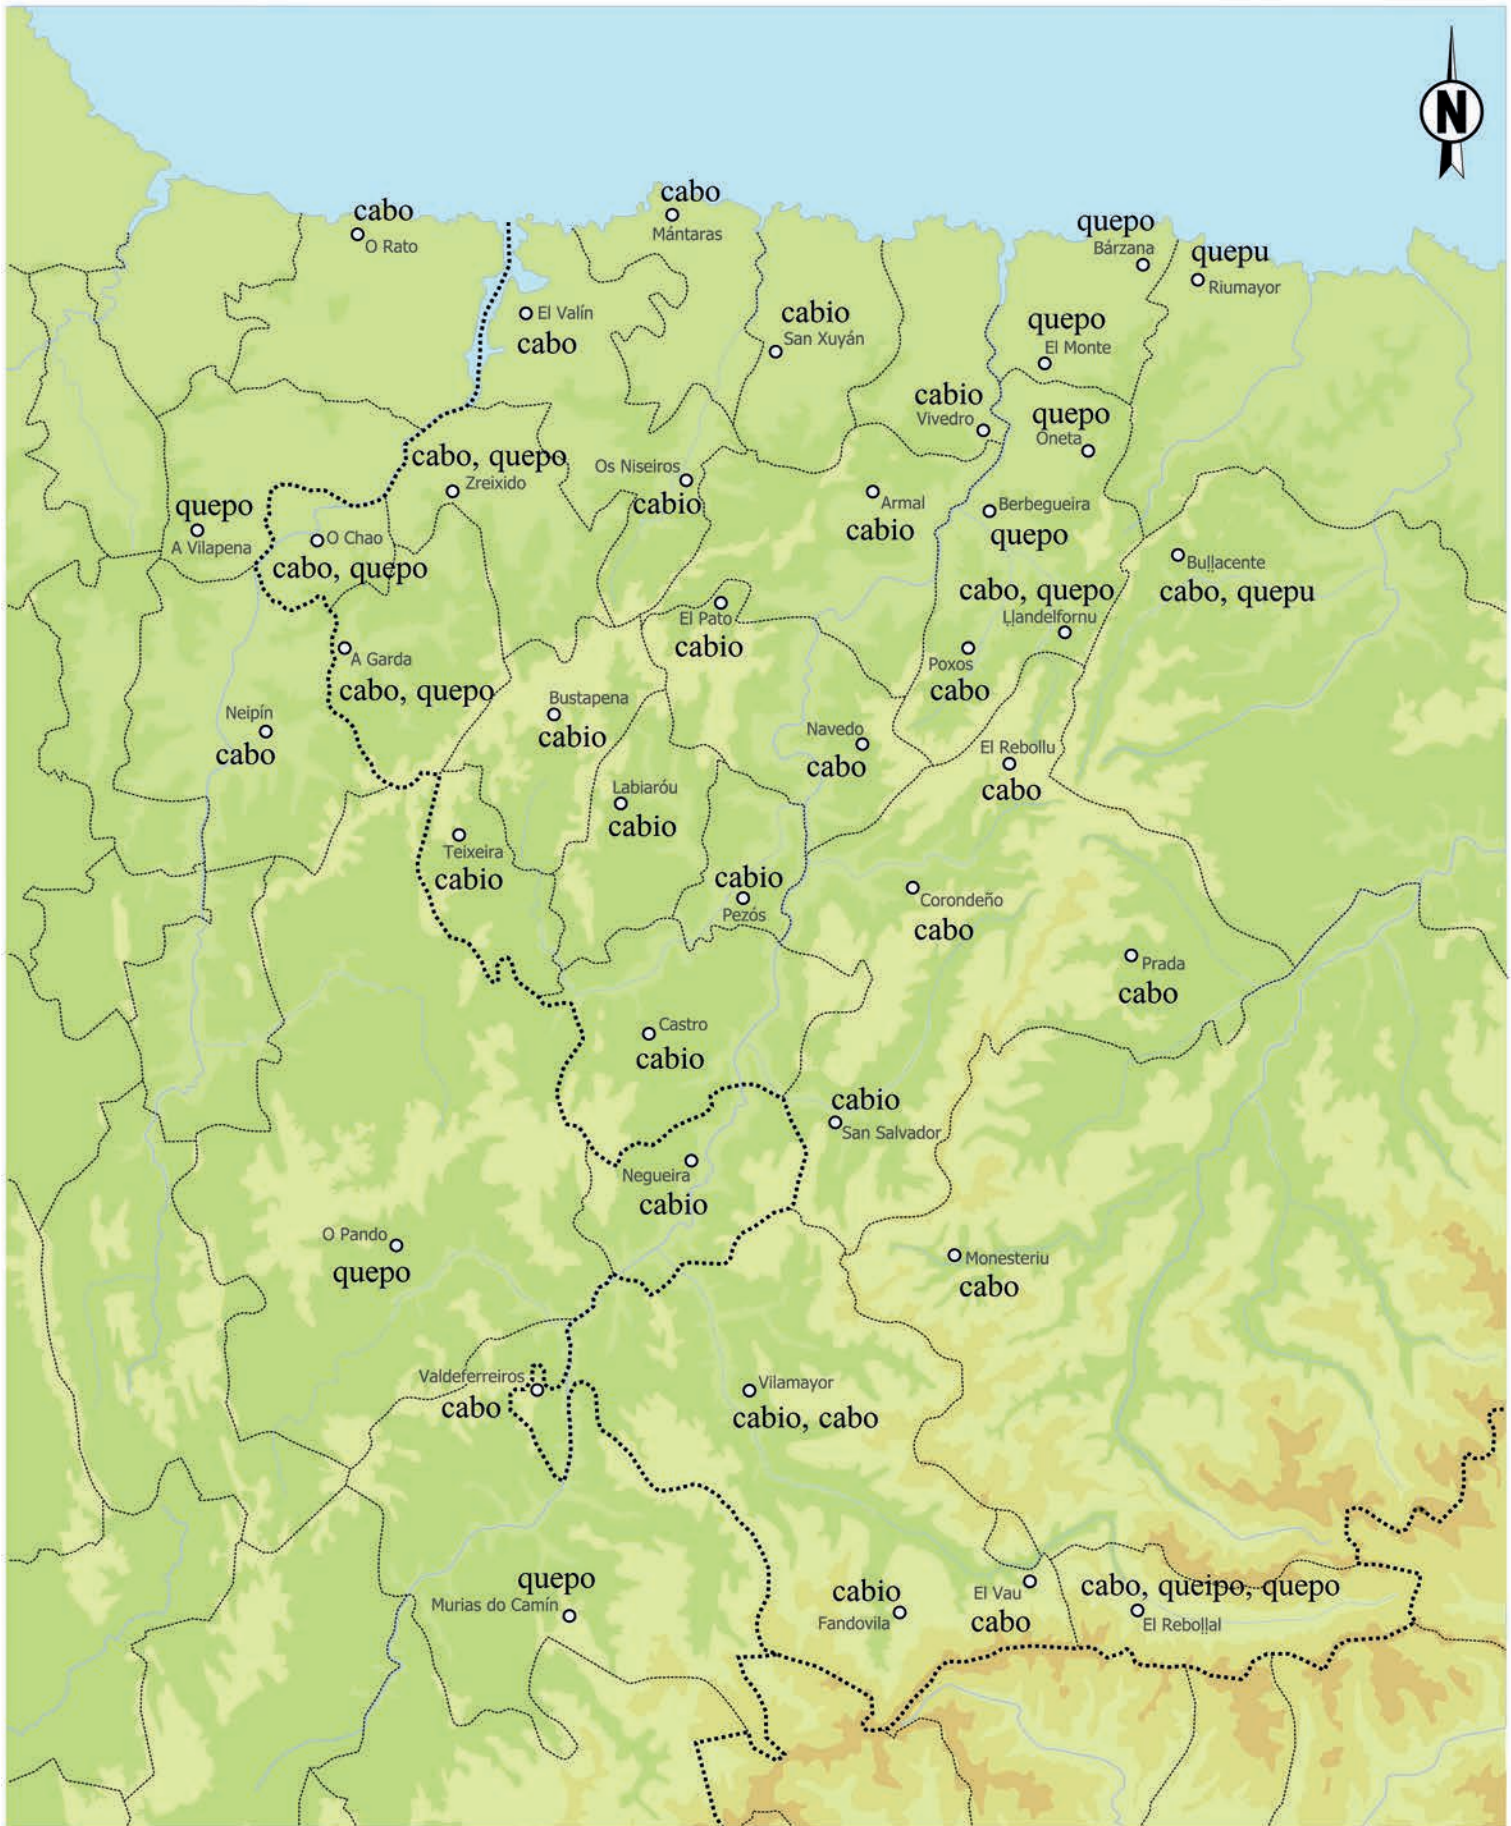 N
cabo
O Rato
cabo
Mántaras
quepo
Bárzana
quepu
Riumayor
El Valín
cabo
cabio
San Xuyán
quepo
El Monte
cabio
Vivedro
quepo
Oneta
cabo, quepo
Zreixido
Os Niseiros
cabio
Armal
cabio
Berbegueira
quepo
quepo
A Vilapena
O Chao
cabo, quepo
Buḷḷacente
cabo, quepu
cabo, quepo
Ḷḷandelfornu
El Pato
cabio
A Garda
cabo, quepo
Poxos
cabo
Neipín
cabo
Bustapena
cabio
Navedo
cabo
El Rebollu
cabo
Labiaróu
cabio
Teixeira
cabio
cabio
Pezós
Corondeño
cabo
Prada
cabo
Castro
cabio
cabio
San Salvador
Negueira
cabio
O Pando
quepo
Monesteriu
cabo
Valdeferreiros
cabo
Vilamayor
cabio, cabo
quepo
Murias do Camín
cabio
Fandovila
El Vau
cabo
cabo, queipo, quepo
El Reboḷḷal